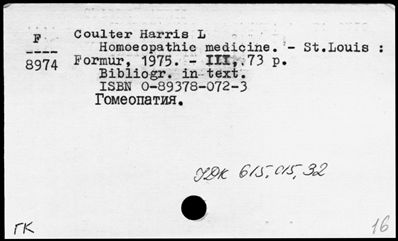 F
----
8974
Coulter Harris L
Homoeopathic medicine. - St.Louis :
Formur, 1975. - III, 73 p.
Bibliogr. in text.
ISBN 0-89378-072-3
Гомеопатия.
УДК 615,015,32
ГК
16